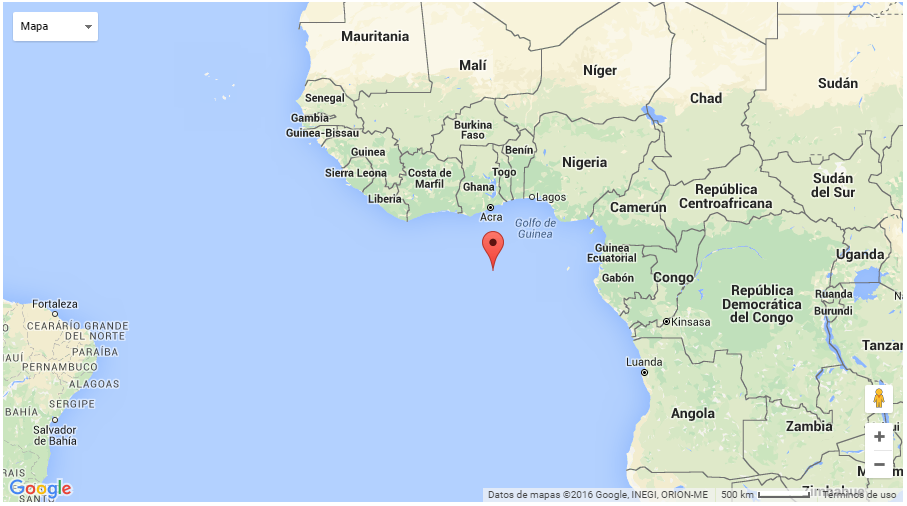 Mapa
Mauritania
Malí
Níger
Sudán
Chad
Senegal
Gambia
Guinea-Bissau
Burkina
Faso
Guinea
Benín
Nigeria
Sierra Leona
Costa de
Marfil
Togo
Ghana
Liberia
Lagos
Sudán
del Sur
República
Centroafricana
Camerún
Acra
Golfo de
Guinea
Guinea
Ecuatorial
Gabón
Congo
Uganda
República
Democrática
del Congo
Ruanda
Burundi
Kinsasa
Fortaleza
CEARÁ
RÍO GRANDE
DEL NORTE
PARAÍBA
PERNAMBUCO
ALAGOAS
SERGIPE
BAHÍA
Salvador
de Bahía
Luanda
Tanzan
Angola
Zambia
Zimbabue
Google
Datos de mapas ©2016 Google, INEGI, ORION-ME
500 km
Términos de uso